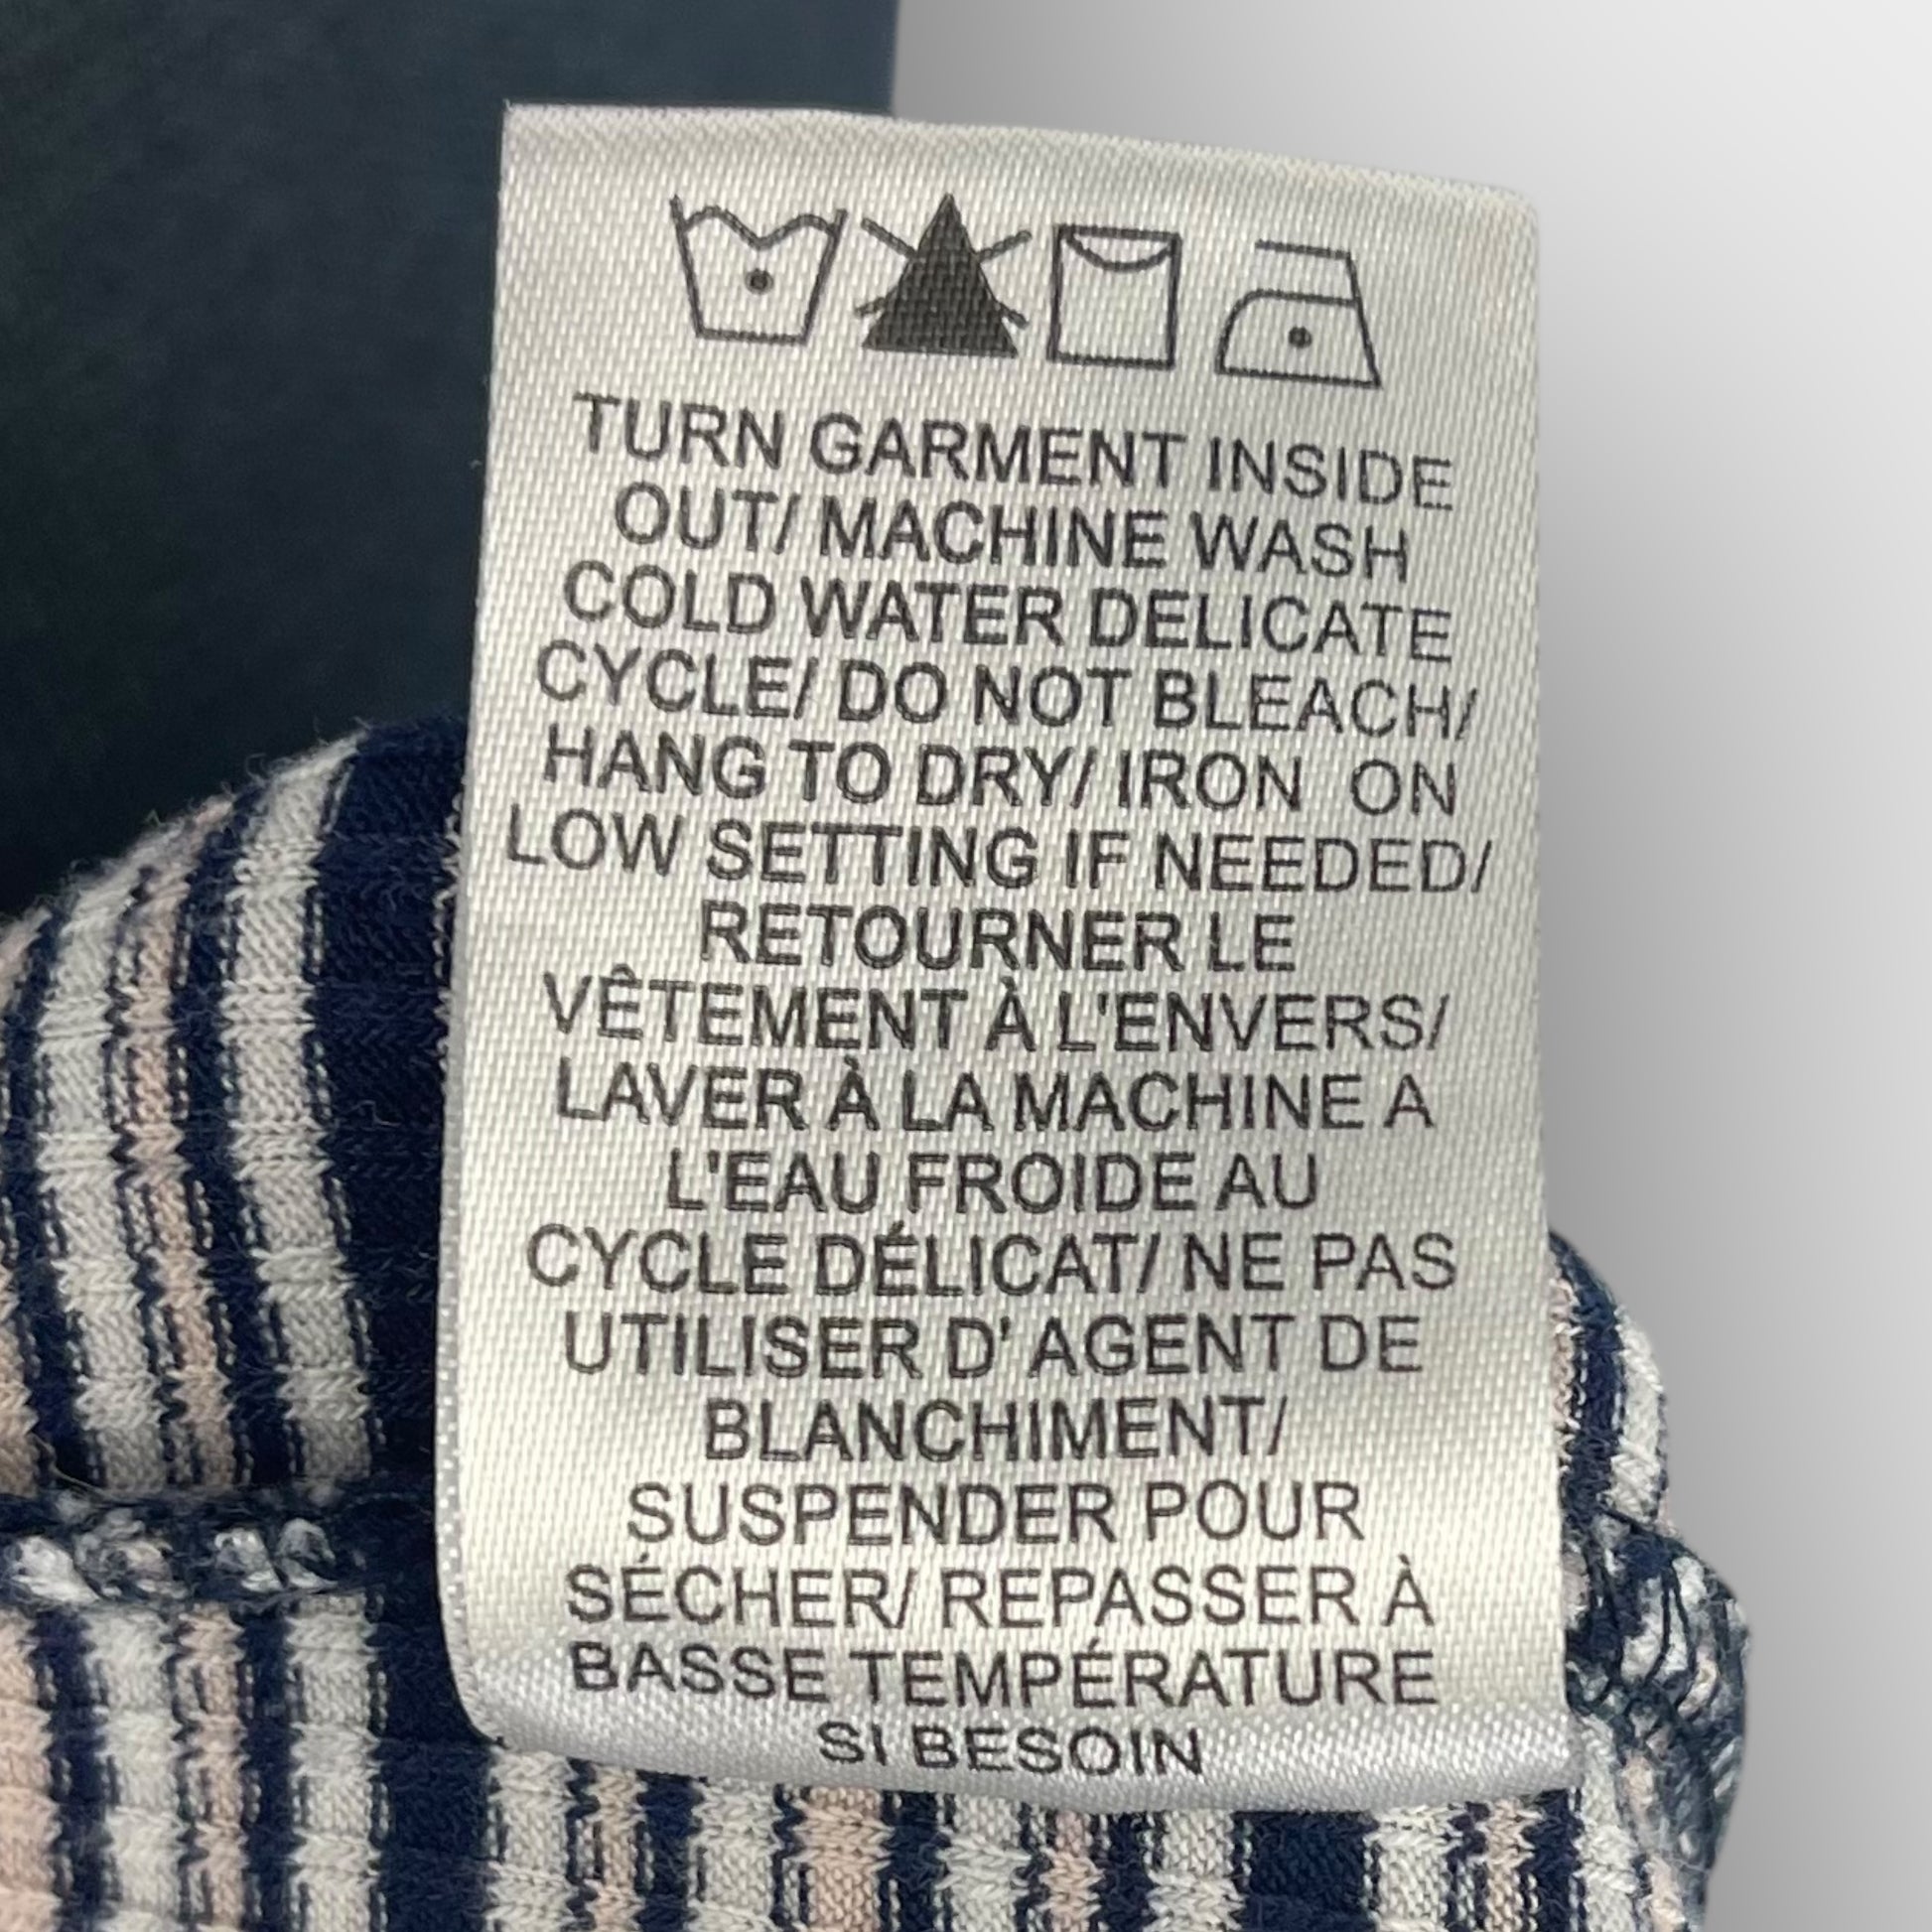 TURN GARMENT INSIDE
OUT/ MACHINE WASH
COLD WATER DELICATE
CYCLE/ DO NOT BLEACH/
HANG TO DRY/ IRON ON
LOW SETTING IF NEEDED/
RETOURNER LE
VÊTEMENT À L'ENVERS/
LAVER À LA MACHINE A
L'EAU FROIDE AU
CYCLE DÉLICAT/ NE PAS
UTILISER D' AGENT DE
BLANCHIMENT/
SUSPENDER POUR
SÉCHER/ REPASSER À
BASSE TEMPÉRATURE
SI BESOIN